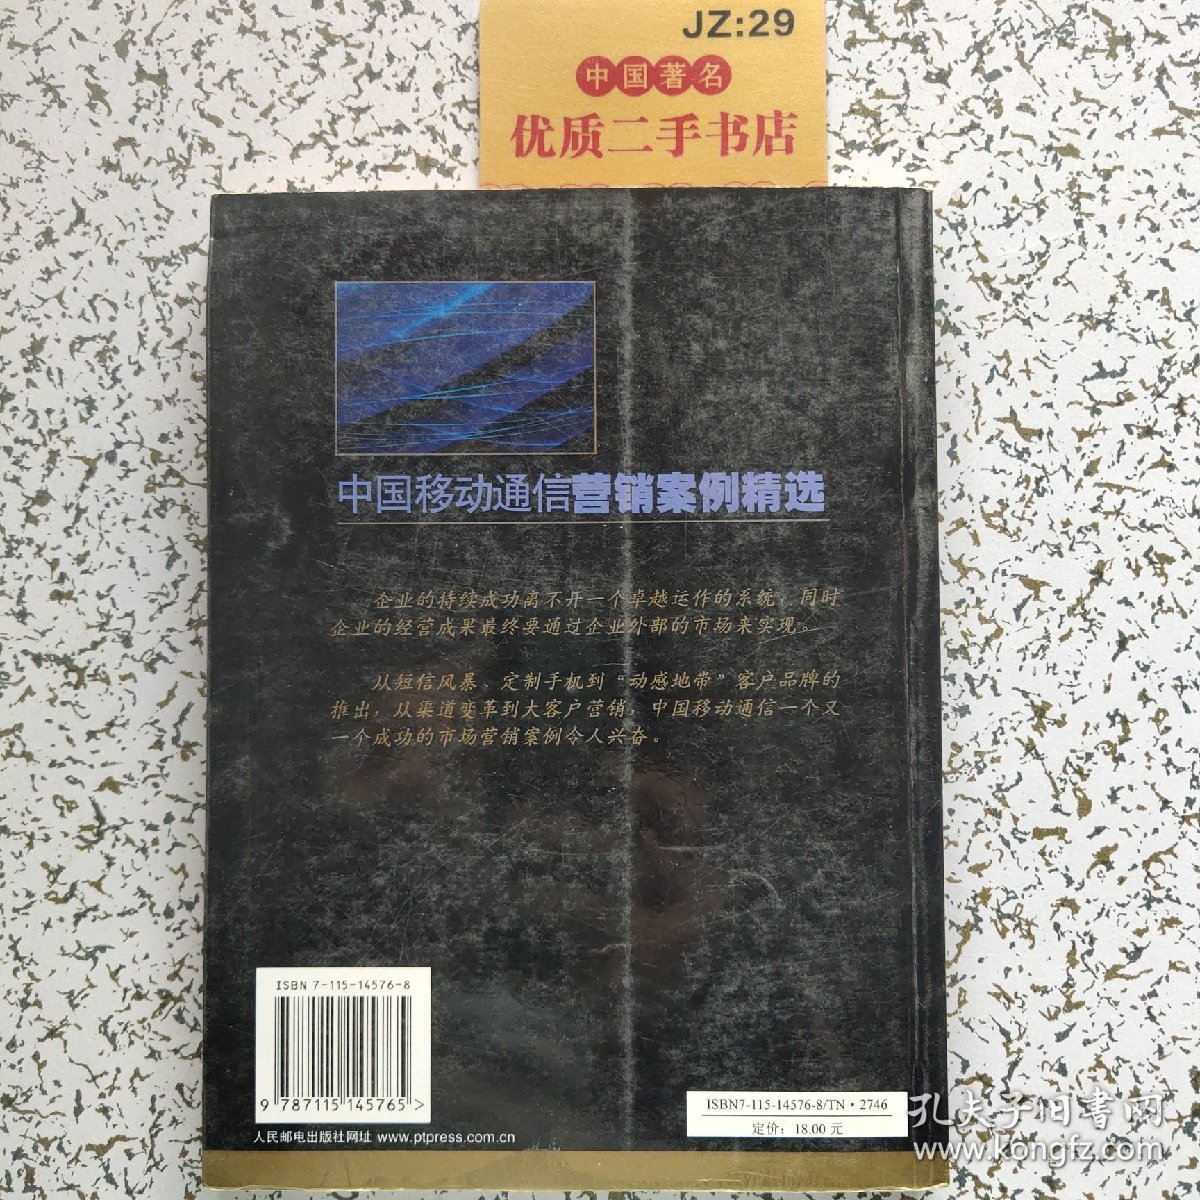 JZ:29
中国著名
优质二手书店
中国移动通信营销案例精选
企业的持续成功离不开一个卓越运作的系统，同时
企业的经营成果最终要通过企业外部的市场来实现。
从短信风暴、定制手机到“动感地带”客户品牌的
推出，从渠道变革到大客户营销，中国移动通信一个又
一个成功的市场营销案例令人兴奋。
ISBN 7-115-14576-8
9 787115 145765 >
人民邮电出版社网址 www.ptpress.com.cn
ISBN7-115-14576-8/TN·2746
定价：18.00 元
孔夫子旧书网
www.kongfz.com